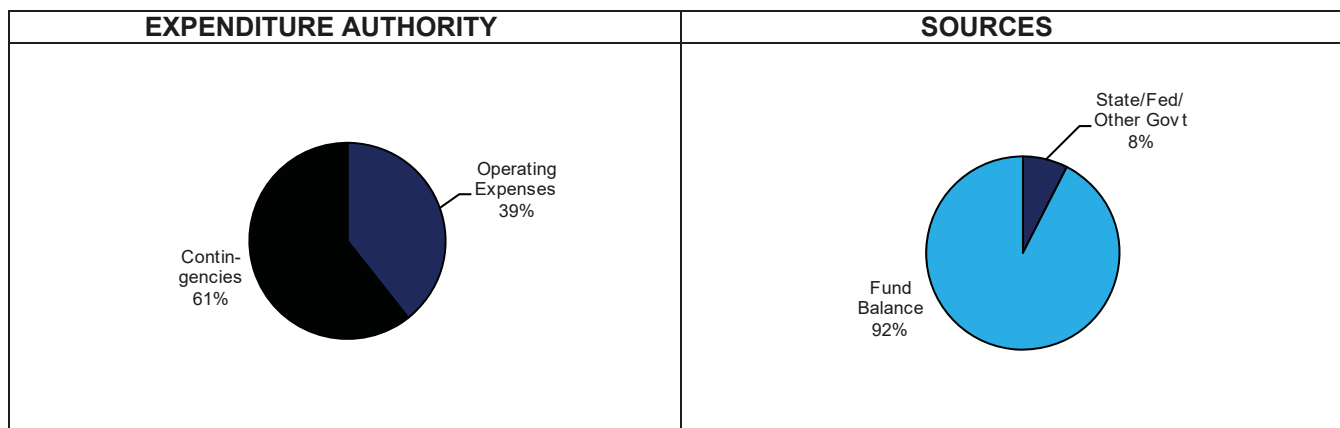 EXPENDITURE AUTHORITY
Operating
Expenses
39%
Contin-
gencies
61%
SOURCES
State/Fed/
Other Govt
8%
Fund
Balance
92%